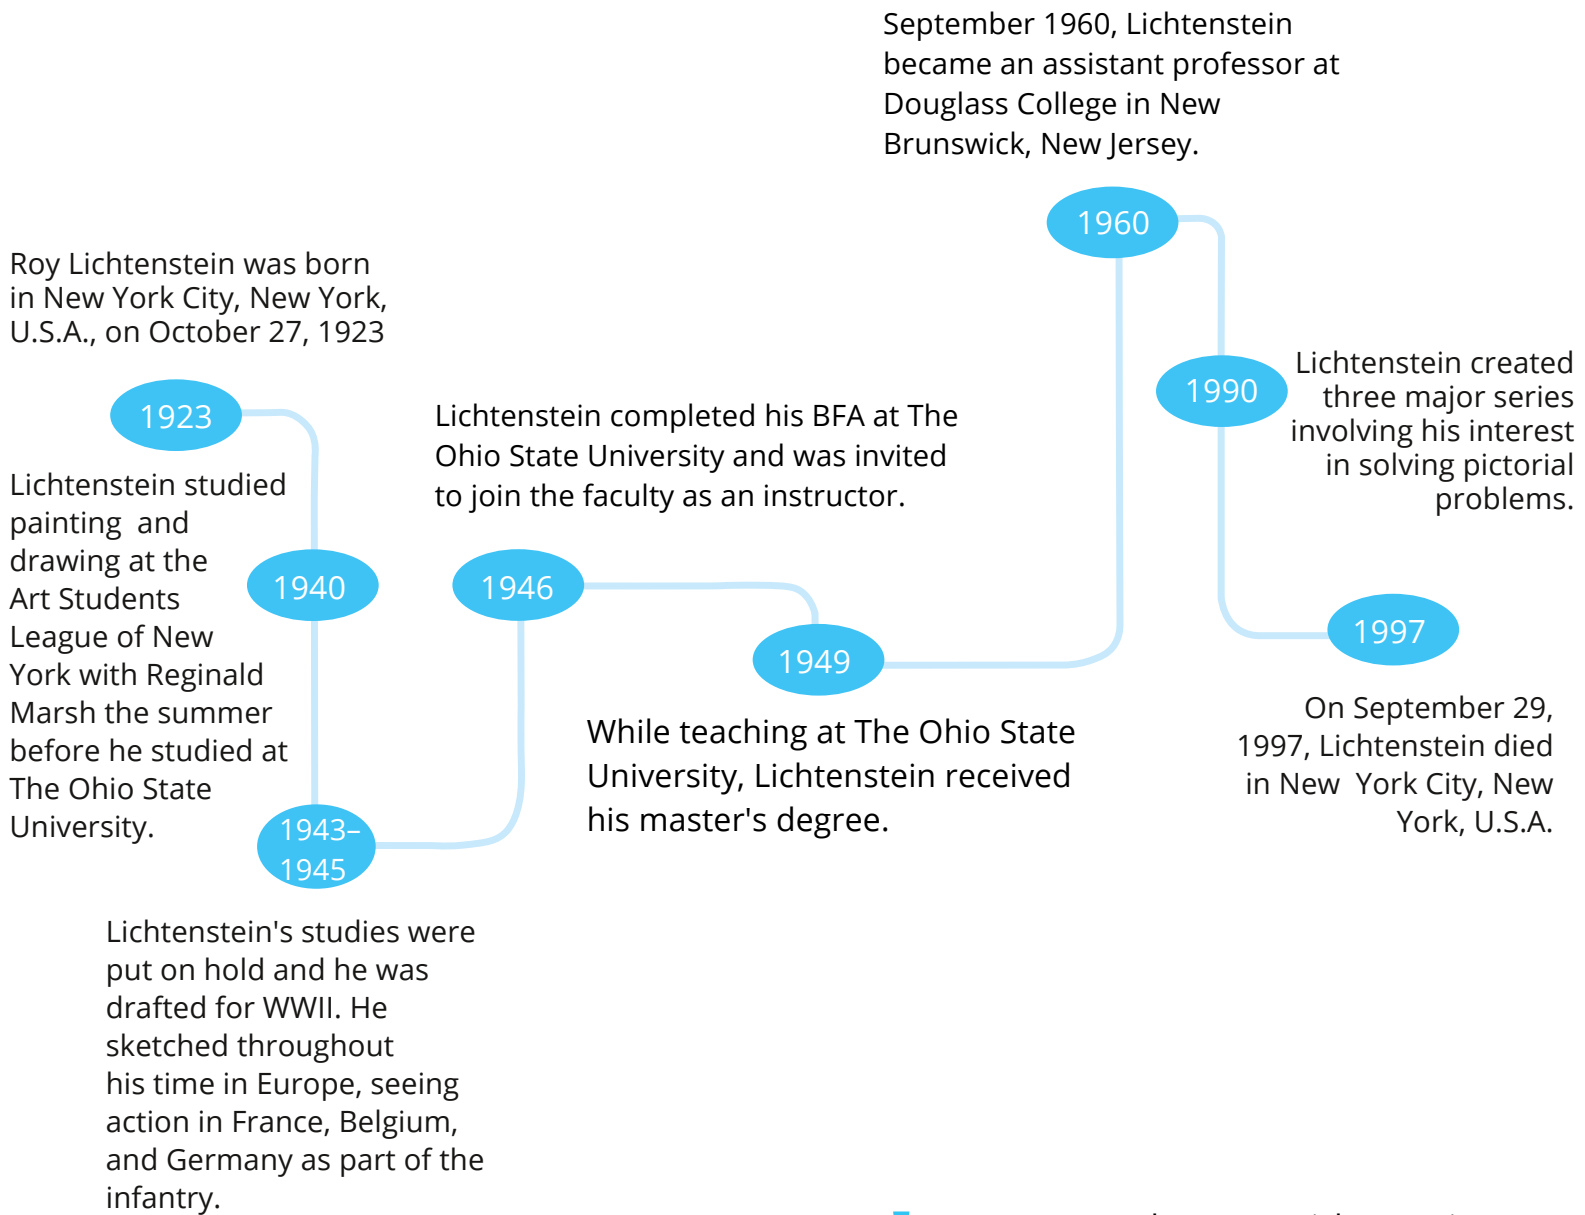 Roy Lichtenstein was born
in New York City, New York,
U.S.A., on October 27, 1923
1923
Lichtenstein studied
painting  and
drawing at the
Art Students
League of New
York with Reginald
Marsh the summer
before he studied at
The Ohio State
University.
1940
1943–
1945
Lichtenstein's studies were
put on hold and he was
drafted for WWII. He
sketched throughout
his time in Europe, seeing
action in France, Belgium,
and Germany as part of the
infantry.
Lichtenstein completed his BFA at The
Ohio State University and was invited
to join the faculty as an instructor.
1946
1949
While teaching at The Ohio State
University, Lichtenstein received
his master's degree.
September 1960, Lichtenstein
became an assistant professor at
Douglass College in New
Brunswick, New Jersey.
1960
1990
Lichtenstein created
three major series
involving his interest
in solving pictorial
problems.
1997
On September 29,
1997, Lichtenstein died
in New  York City, New
York, U.S.A.